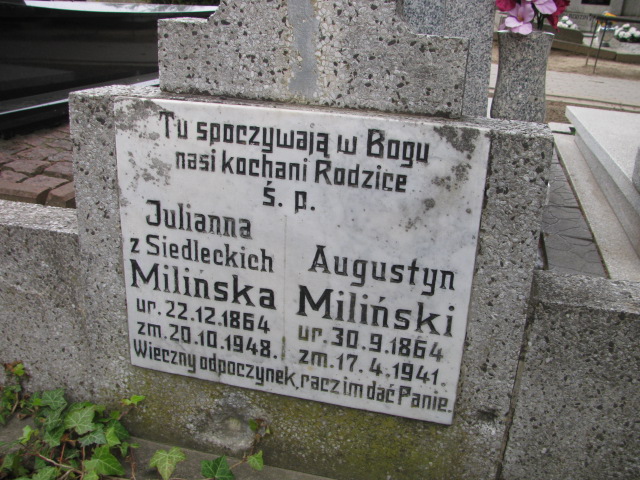 Tu spoczywają w Bogu
nasi kochani Rodzice
ś. p.
Julianna
z Siedleckich
Milińska
ur. 22.12.1864
zm. 20.10.1948.
Augustyn
Miliński
ur. 30.9.1864
zm. 17.4.1941.
Wieczny odpoczynek, racz im dać Panie.